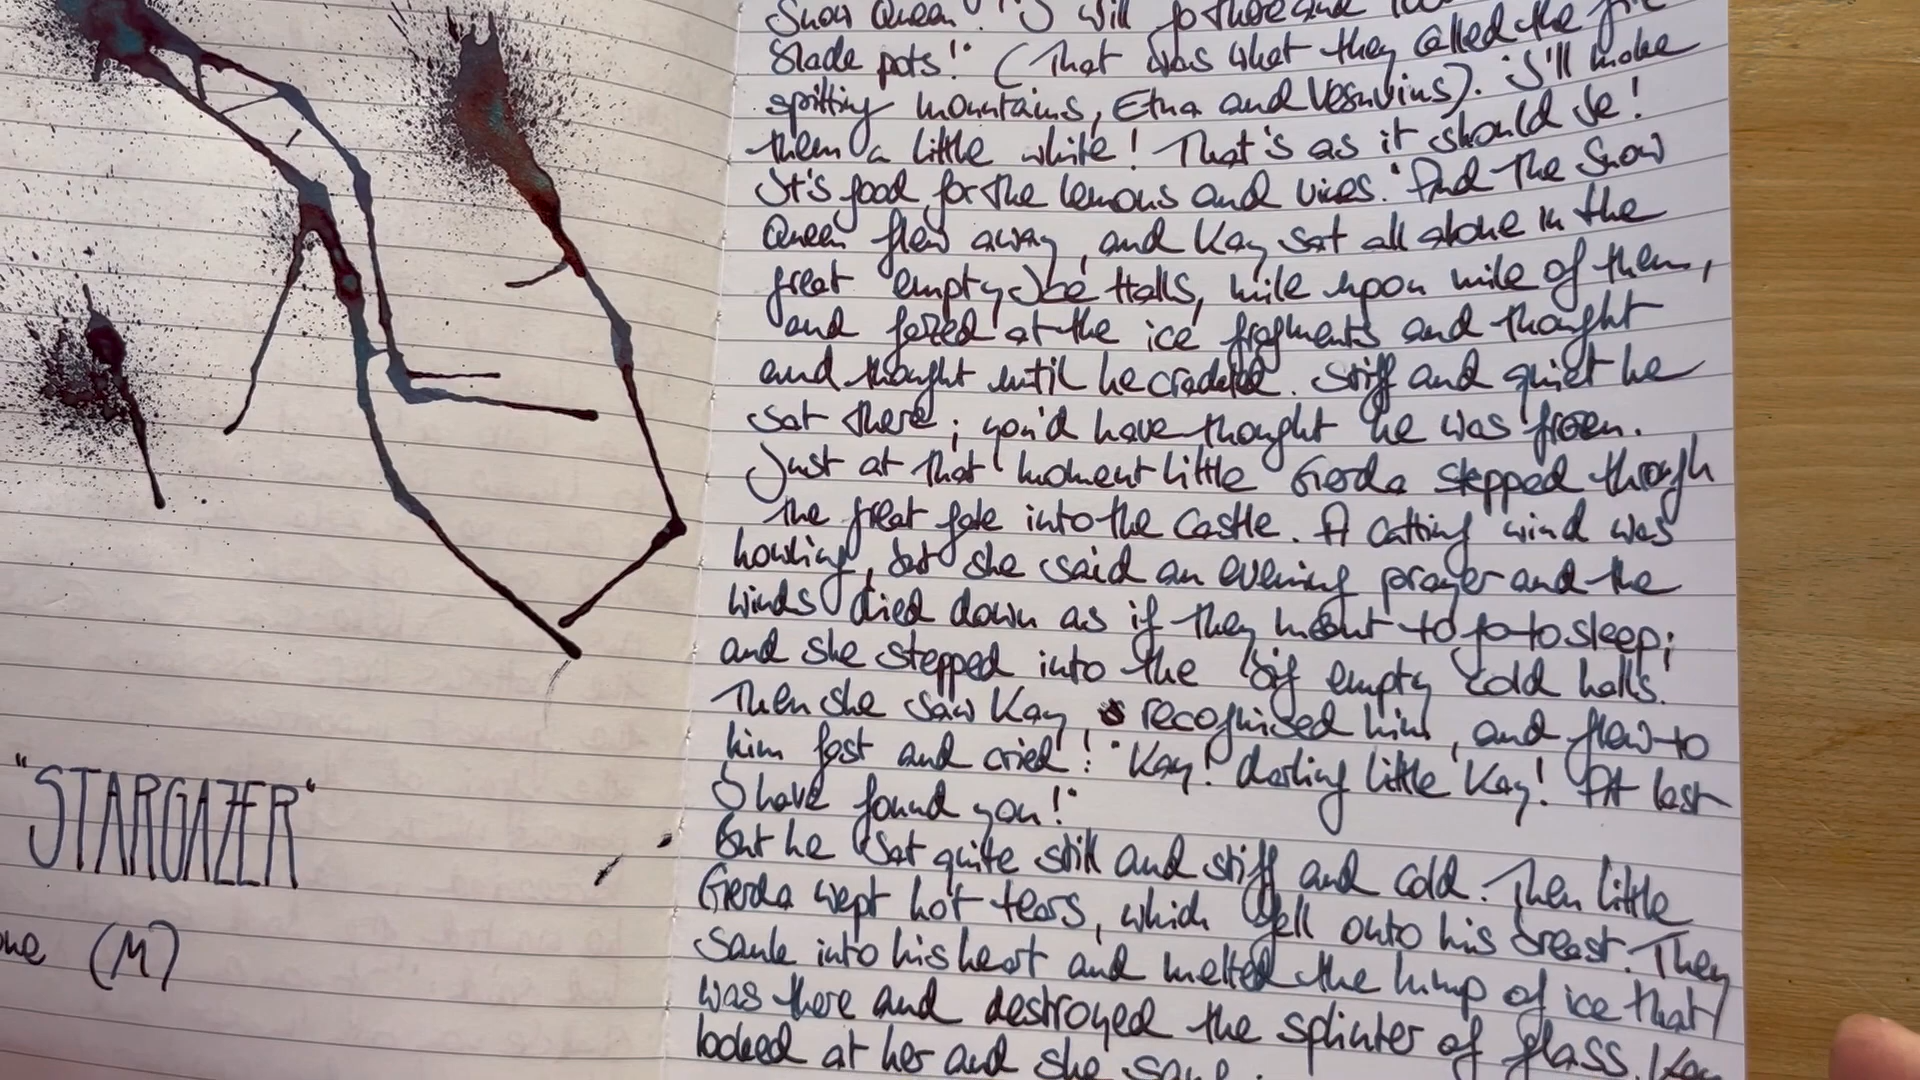 "STARGAZER"
(M)
Snow Queen. "I will go there and
black pots!" (That was what they called the fire
spitting mountains, Etna and Vesuvius). "I'll make
them a little white! That's as it should be!
It's good for the lemons and vines." And the Snow
Queen flew away, and Kay sat all alone in the
great empty Ice Halls, mile upon mile of them,
and gazed at the ice fragments and thought
and thought until he creaked. Stiff and quiet he
sat there; you'd have thought he was frozen.
Just at that moment little Gerda stepped through
the great gate into the castle. A cutting wind was
howling, but she said an evening prayer and the
winds died down as if they meant to go to sleep;
and she stepped into the big empty cold halls.
Then she saw Kay, recognised him, and flew to
him fast and cried: "Kay! darling little Kay! At last
I have found you!"
But he sat quite still and stiff and cold. Then little
Gerda wept hot tears, which fell onto his breast. They
sank into his heart and melted the lump of ice that
was there and destroyed the splinter of glass. Kay
looked at her and she sang: